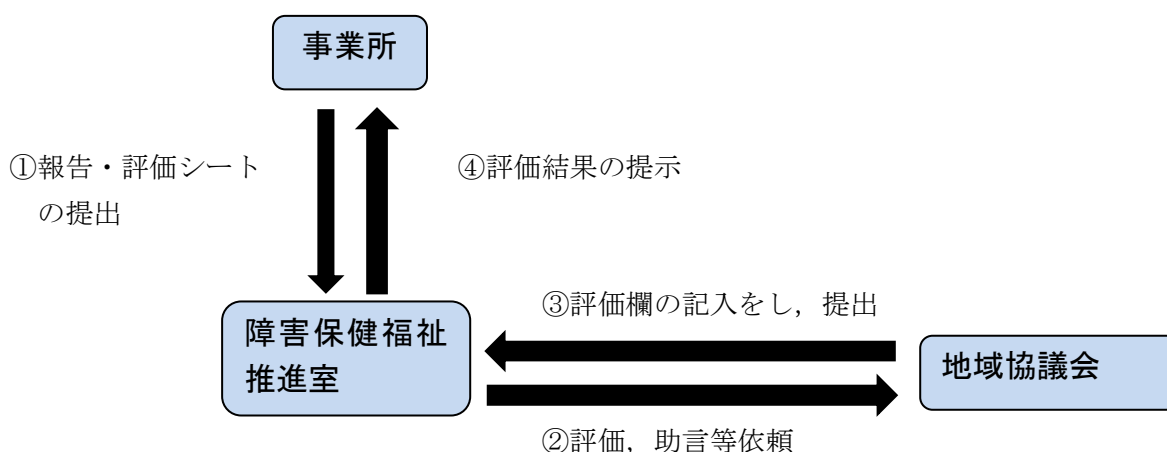 事業所
①報告・評価シート
の提出
④評価結果の提示
③評価欄の記入をし，提出
障害保健福祉
推進室
地域協議会
②評価，助言等依頼